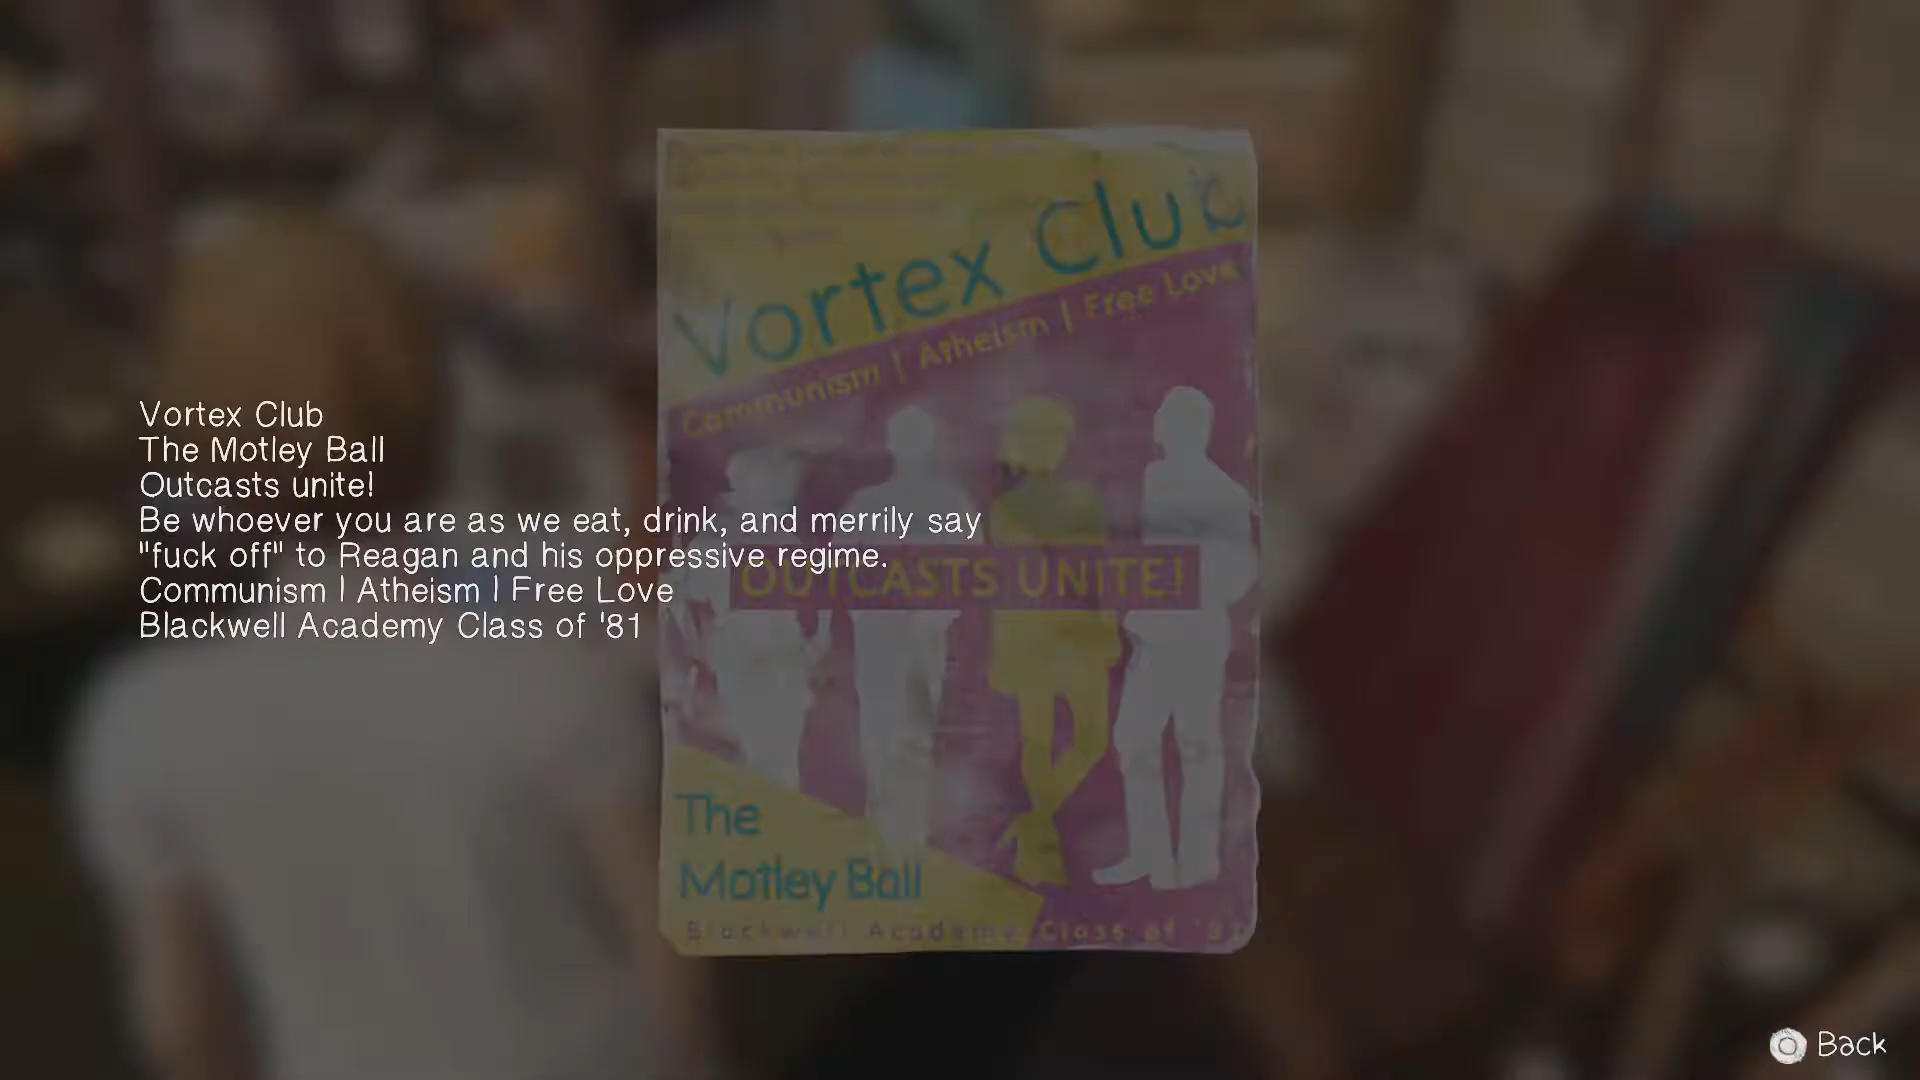 Vortex Club
Communism | Atheism | Free Love
OUTCASTS UNITE!
The
Motley Ball
Blackwell Academy Class of '81
Vortex Club
The Motley Ball
Outcasts unite!
Be whoever you are as we eat, drink, and merrily say
"fuck off" to Reagan and his oppressive regime.
Communism | Atheism | Free Love
Blackwell Academy Class of '81
Back